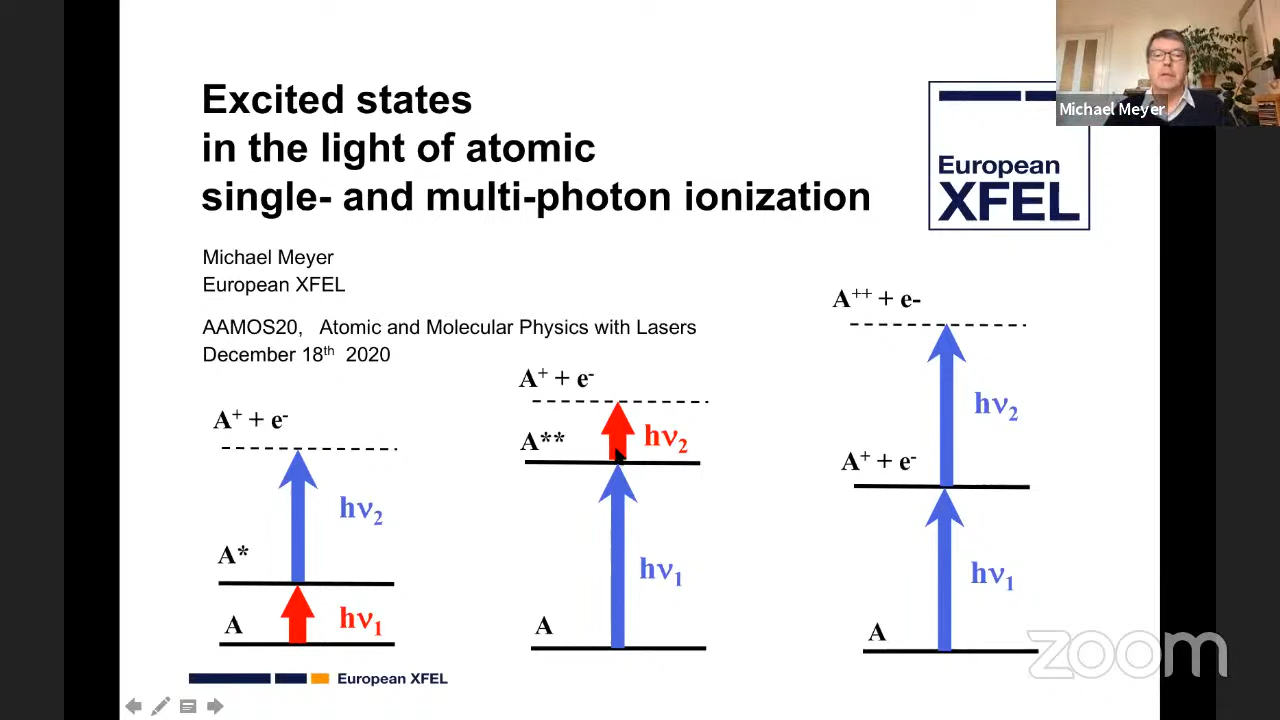 Excited states
in the light of atomic
single- and multi-photon ionization
Michael Meyer
European XFEL
AAMOS20, Atomic and Molecular Physics with Lasers
December 18th 2020
European
XFEL
Michael Meyer
A+ + e-
hν2
A*
A
hν1
A+ + e-
A**
hν2
hν1
A
A++ + e-
hν2
A+ + e-
hν1
A
European XFEL
zoom